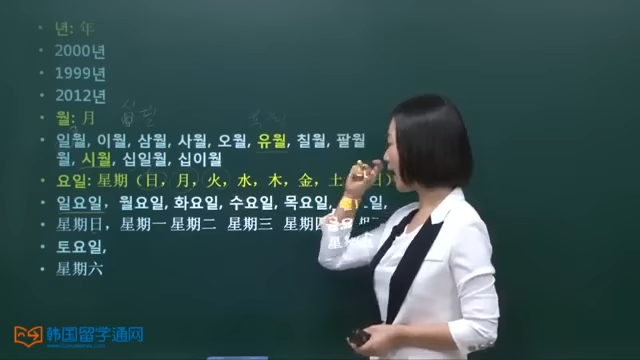 년: 年
2000년
1999년
2012년
월: 月
일월, 이월, 삼월, 사월, 오월, 유월, 칠월, 팔월
월, 시월, 십일월, 십이월
요일: 星期（日，月，火，水，木，金，土
일요일, 월요일, 화요일, 수요일, 목요일,
星期日，星期一 星期二 星期三 星期四
토요일,
星期六
韩国留学通网